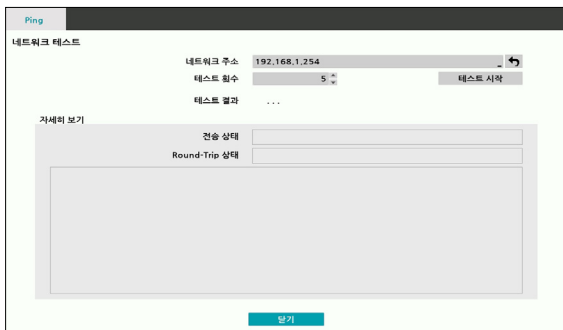 Ping
네트워크 테스트
네트워크 주소 192,168,1,254
테스트 횟수 5 테스트 시작
테스트 결과 ...
자세히 보기
전송 상태
Round-Trip 상태
닫기